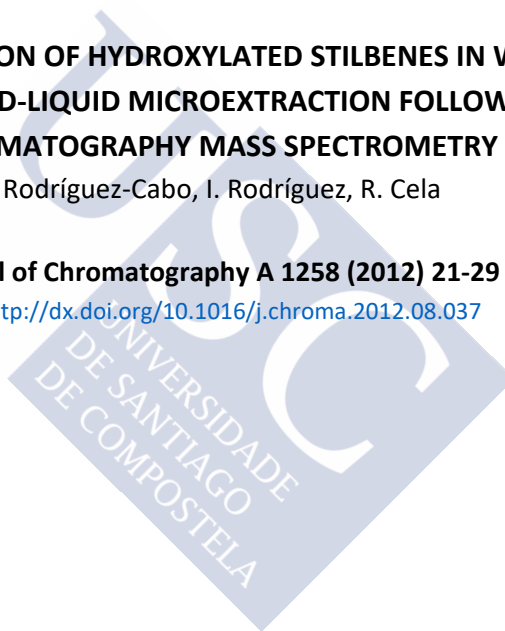 ON OF HYDROXYLATED STILBENES IN W
D-LIQUID MICROEXTRACTION FOLLOW
MATOGRAPHY MASS SPECTROMETRY
Rodríguez-Cabo, I. Rodríguez, R. Cela
l of Chromatography A 1258 (2012) 21-29
tp://dx.doi.org/10.1016/j.chroma.2012.08.037
USC
UNIVERSIDADE
DE SANTIAGO
DE COMPOSTELA